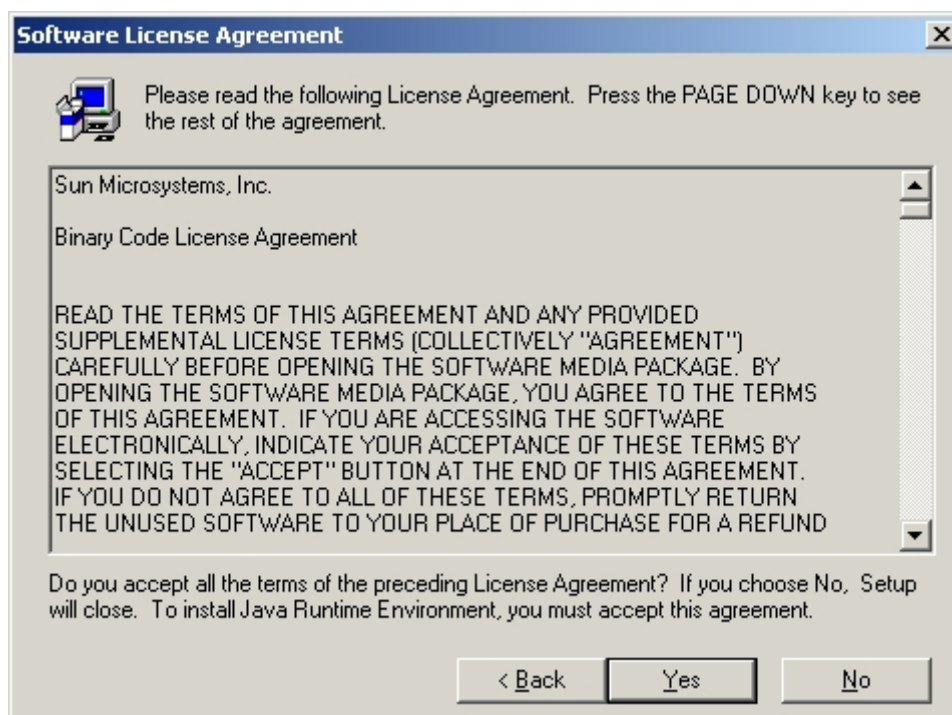 Software License Agreement
Please read the following License Agreement.  Press the PAGE DOWN key to see
the rest of the agreement.
Sun Microsystems, Inc.
Binary Code License Agreement
READ THE TERMS OF THIS AGREEMENT AND ANY PROVIDED
SUPPLEMENTAL LICENSE TERMS (COLLECTIVELY "AGREEMENT")
CAREFULLY BEFORE OPENING THE SOFTWARE MEDIA PACKAGE.  BY
OPENING THE SOFTWARE MEDIA PACKAGE, YOU AGREE TO THE TERMS
OF THIS AGREEMENT.  IF YOU ARE ACCESSING THE SOFTWARE
ELECTRONICALLY, INDICATE YOUR ACCEPTANCE OF THESE TERMS BY
SELECTING THE "ACCEPT" BUTTON AT THE END OF THIS AGREEMENT.
IF YOU DO NOT AGREE TO ALL OF THESE TERMS, PROMPTLY RETURN
THE UNUSED SOFTWARE TO YOUR PLACE OF PURCHASE FOR A REFUND
Do you accept all the terms of the preceding License Agreement?  If you choose No,  Setup
will close.  To install Java Runtime Environment, you must accept this agreement.
< Back
Yes
No